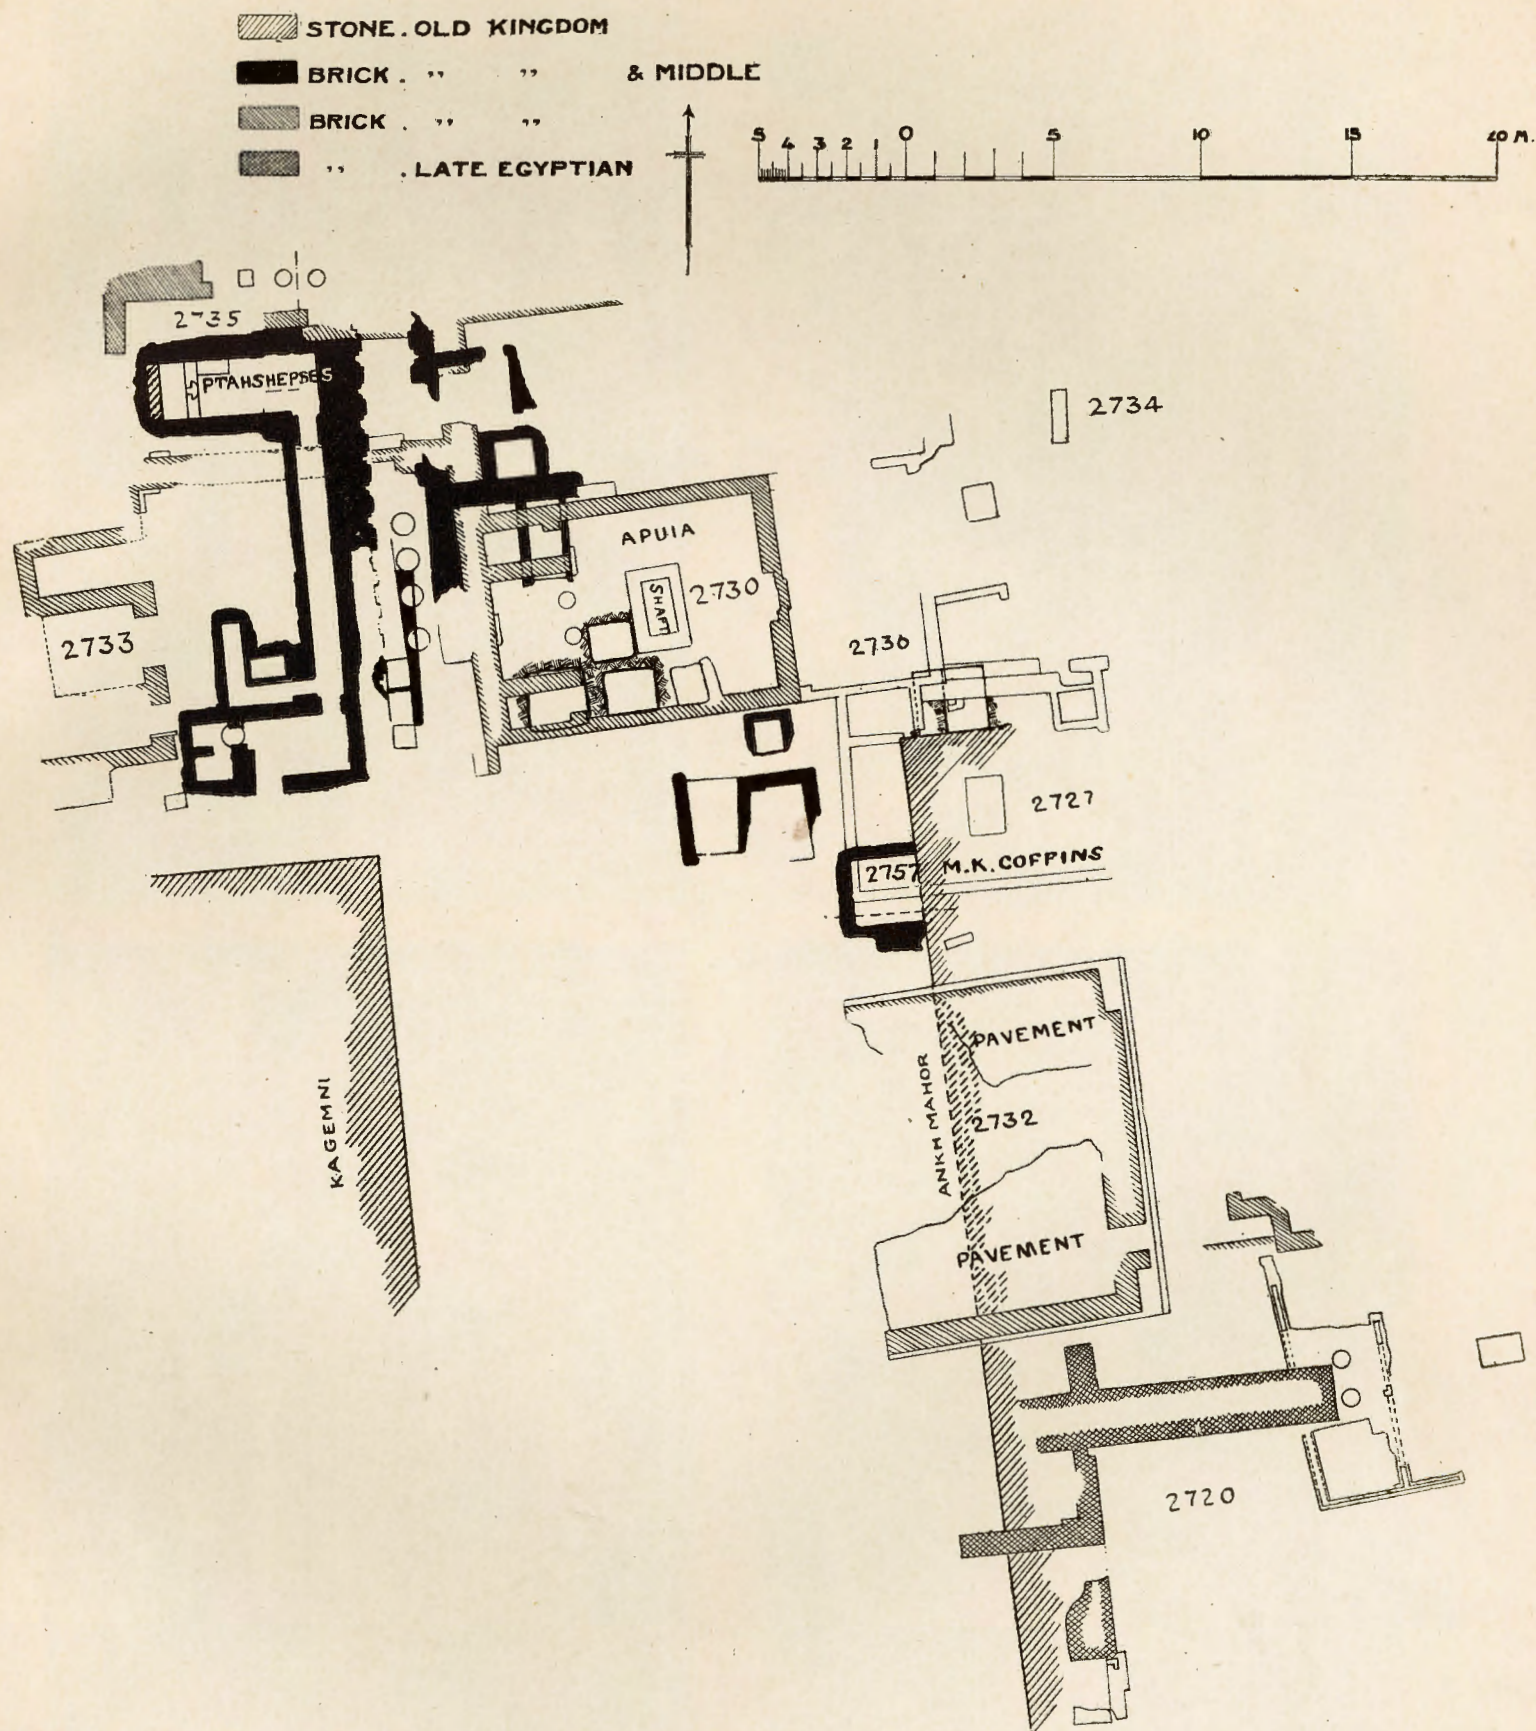 STONE. OLD KINGDOM
BRICK. ,, ,, & MIDDLE
BRICK. ,, ,,
,, . LATE EGYPTIAN
5 4 3 2 1 0 5 10 15 20 M.
2735
PTAHSHEPSES
2734
APUIA
2730
SHAFT
2733
2730
2727
2757
M.K. COFFINS
PAVEMENT
ANKH MAHOR
2732
KAGEMNI
PAVEMENT
2720